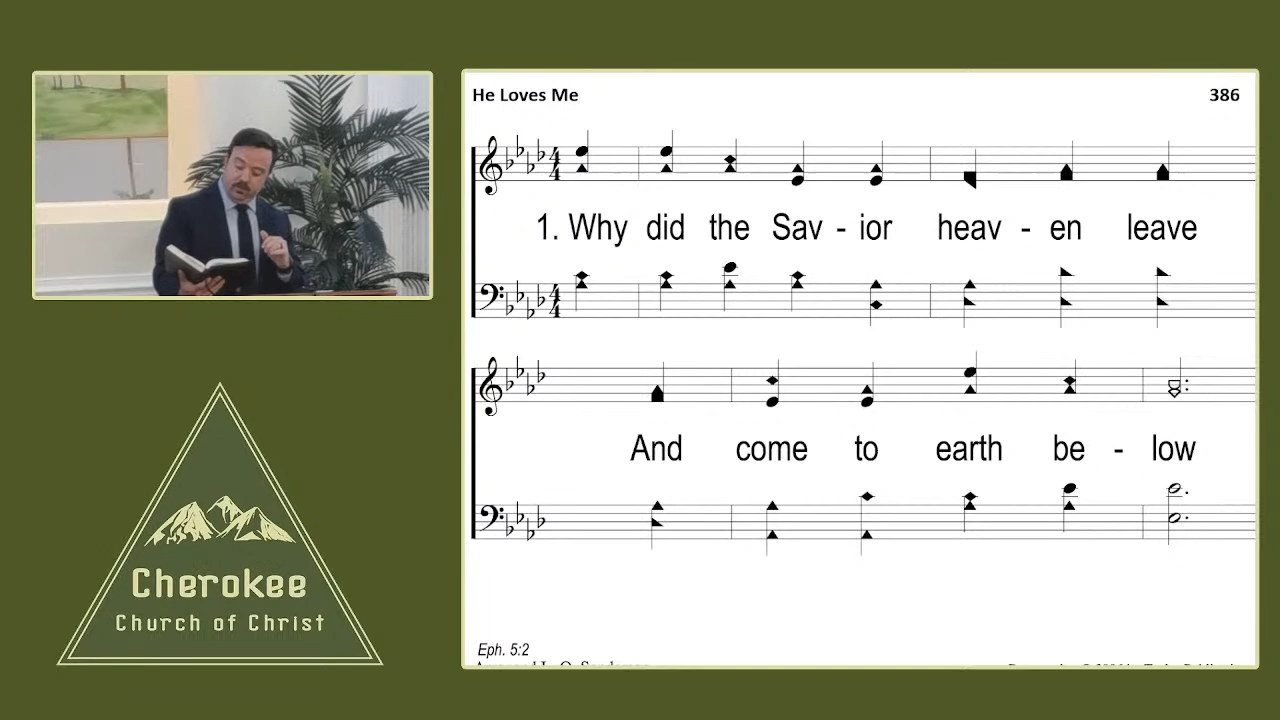 He Loves Me
386
1. Why did the Sav - ior heav - en leave
And come to earth be - low
Eph. 5:2
Cherokee
Church of Christ